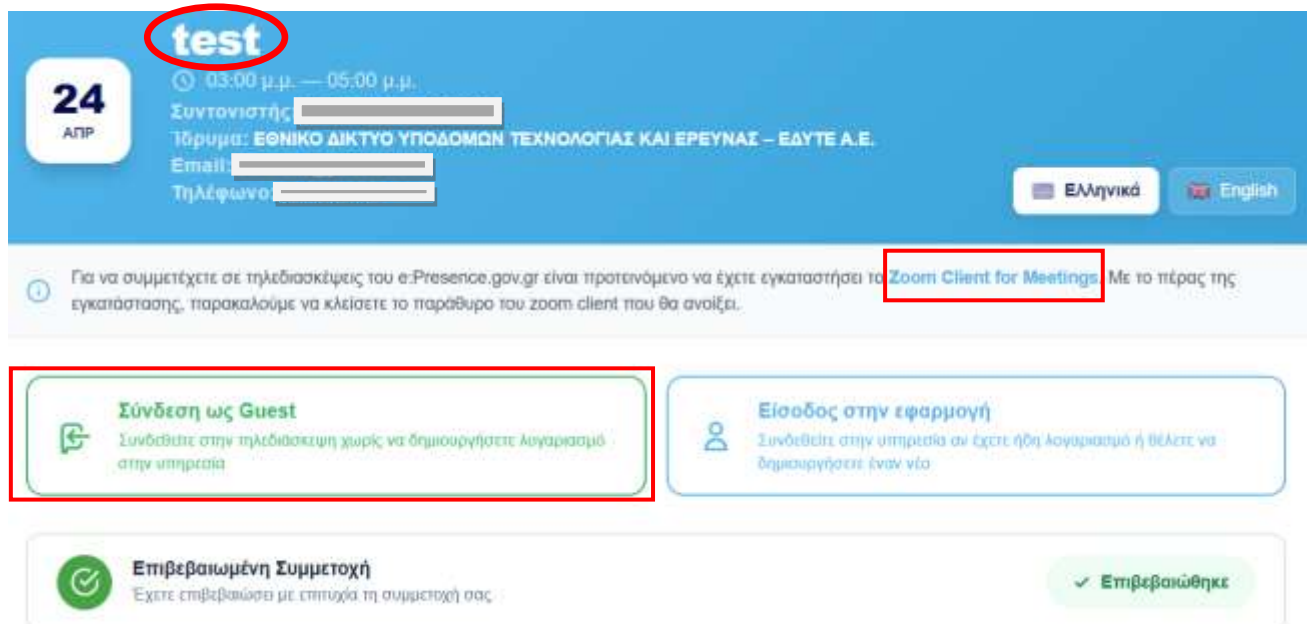 test
24
ΑΠΡ
03:00 μ.μ. — 05:00 μ.μ.
Συντονιστής:
Ίδρυμα: ΕΘΝΙΚΟ ΔΙΚΤΥΟ ΥΠΟΔΟΜΩΝ ΤΕΧΝΟΛΟΓΙΑΣ ΚΑΙ ΕΡΕΥΝΑΣ – ΕΔΥΤΕ Α.Ε.
Email:
Τηλέφωνο:
Ελληνικά
English
Για να συμμετέχετε σε τηλεδιασκέψεις του e:Presence.gov.gr είναι προτεινόμενο να έχετε εγκαταστήσει το Zoom Client for Meetings. Με το πέρας της
εγκατάστασης, παρακαλούμε να κλείσετε το παράθυρο του zoom client που θα ανοίξει.
Σύνδεση ως Guest
Συνδεθείτε στην τηλεδιάσκεψη χωρίς να δημιουργήσετε λογαριασμό
στην υπηρεσία
Είσοδος στην εφαρμογή
Συνδεθείτε στην υπηρεσία αν έχετε ήδη λογαριασμό ή θέλετε να
δημιουργήσετε έναν νέο
Επιβεβαιωμένη Συμμετοχή
Έχετε επιβεβαιώσει με επιτυχία τη συμμετοχή σας
Επιβεβαιώθηκε